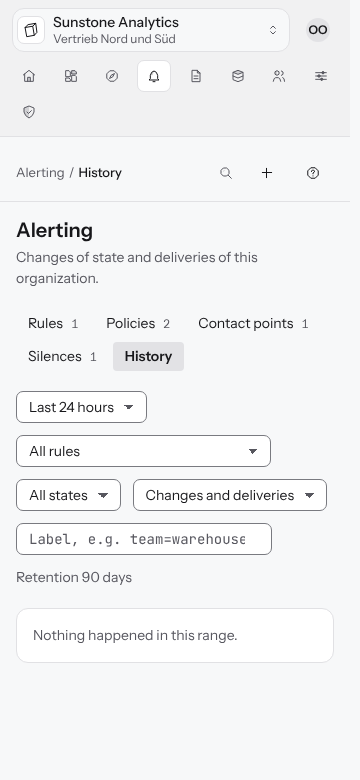 Sunstone Analytics
Vertrieb Nord und Süd
OO
Alerting / History
Alerting
Changes of state and deliveries of this
organization.
Rules 1 Policies 2 Contact points 1
Silences 1 History
Last 24 hours
All rules
All states Changes and deliveries
Label, e.g. team=warehouse
Retention 90 days
Nothing happened in this range.